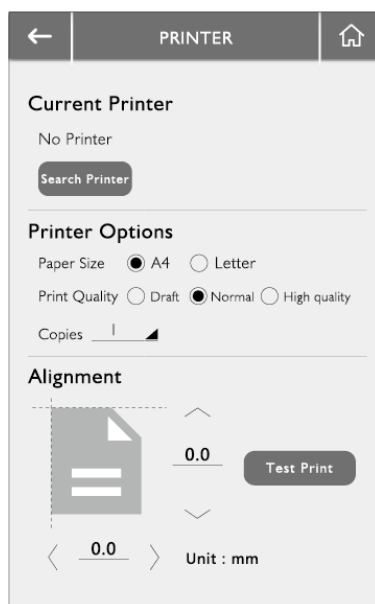 PRINTER
Current Printer
No Printer
Search Printer
Printer Options
Paper Size A4 Letter
Print Quality Draft Normal High quality
Copies 1
Alignment
0.0
Test Print
0.0 Unit : mm